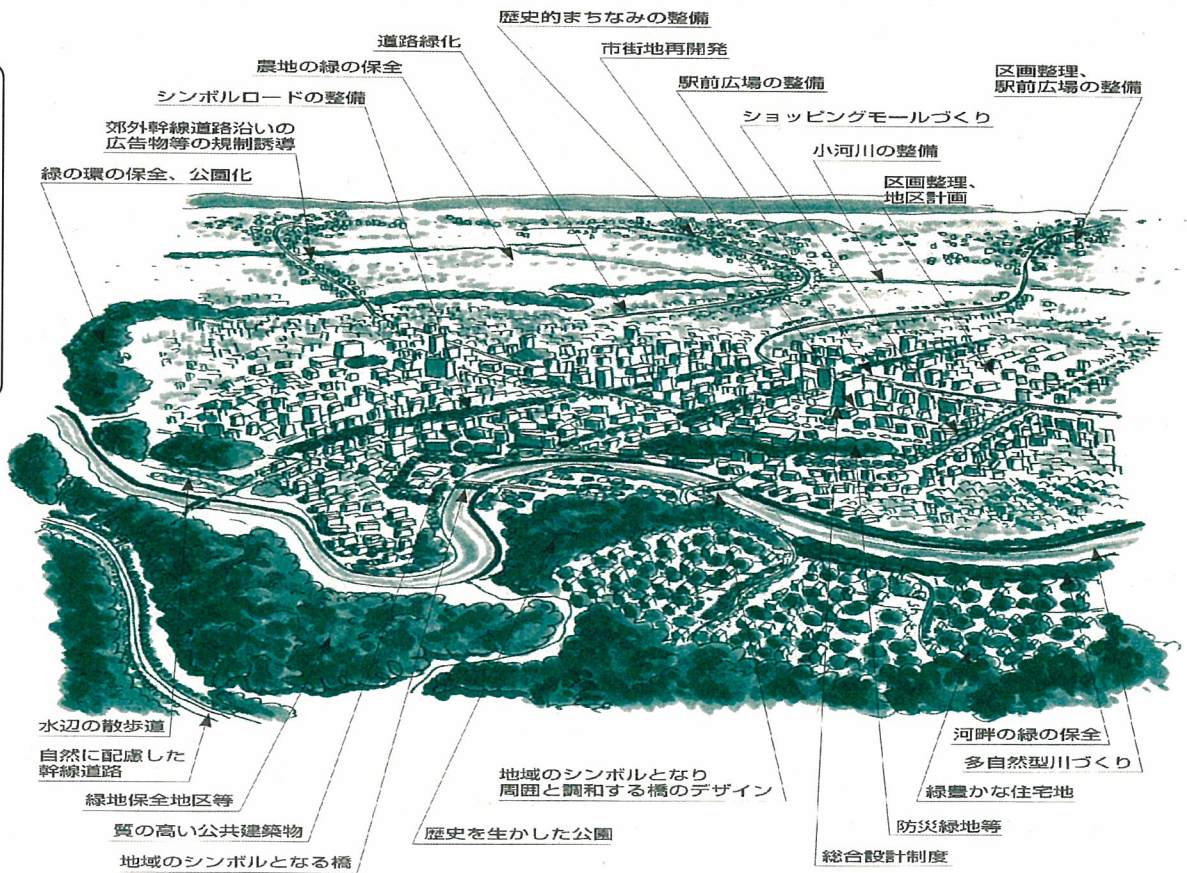 歴史的まちなみの整備
道路緑化
市街地再開発
農地の緑の保全
駅前広場の整備
区画整理、
駅前広場の整備
シンボルロードの整備
ショッピングモールづくり
郊外幹線道路沿いの
広告物等の規制誘導
小河川の整備
緑の環の保全、公園化
区画整理、
地区計画
水辺の散歩道
自然に配慮した
幹線道路
緑地保全地区等
質の高い公共建築物
地域のシンボルとなる橋
歴史を生かした公園
地域のシンボルとなり
周囲と調和する橋のデザイン
河畔の緑の保全
多自然型川づくり
緑豊かな住宅地
防災緑地等
総合設計制度